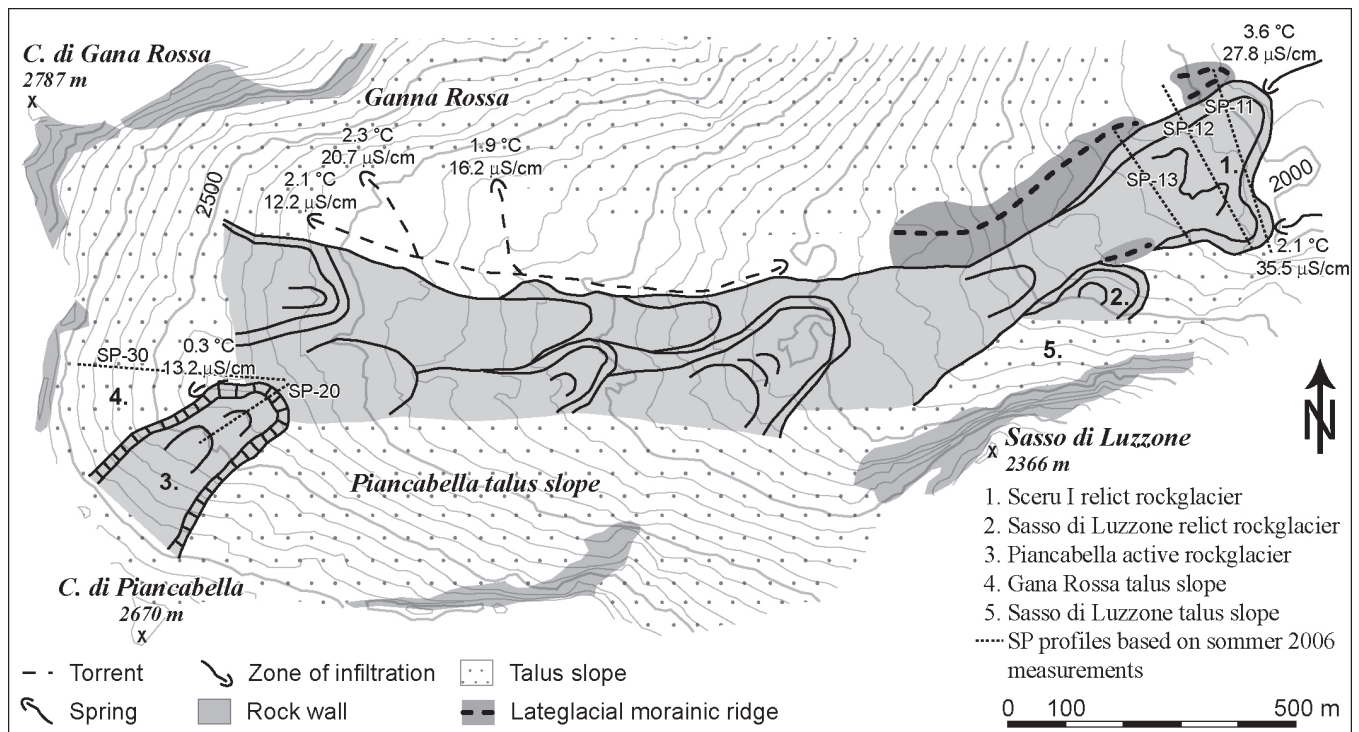 C. di Gana Rossa
2787 m
x
Ganna Rossa
3.6 °C
27.8 µS/cm
SP-11
SP-12
SP-13
1.
2000
2.1 °C
35.5 µS/cm
2.3 °C
20.7 µS/cm
1.9 °C
16.2 µS/cm
2.1 °C
12.2 µS/cm
2500
2.
5.
0.3 °C
13.2 µS/cm
SP-30
SP-20
4.
3.
Piancabella talus slope
C. di Piancabella
2670 m
x
Sasso di Luzzone
x 2366 m
N
1. Sceru I relict rockglacier
2. Sasso di Luzzone relict rockglacier
3. Piancabella active rockglacier
4. Gana Rossa talus slope
5. Sasso di Luzzone talus slope
SP profiles based on sommer 2006
measurements
Torrent
Zone of infiltration
Talus slope
Spring
Rock wall
Lateglacial morainic ridge
0 100 500 m